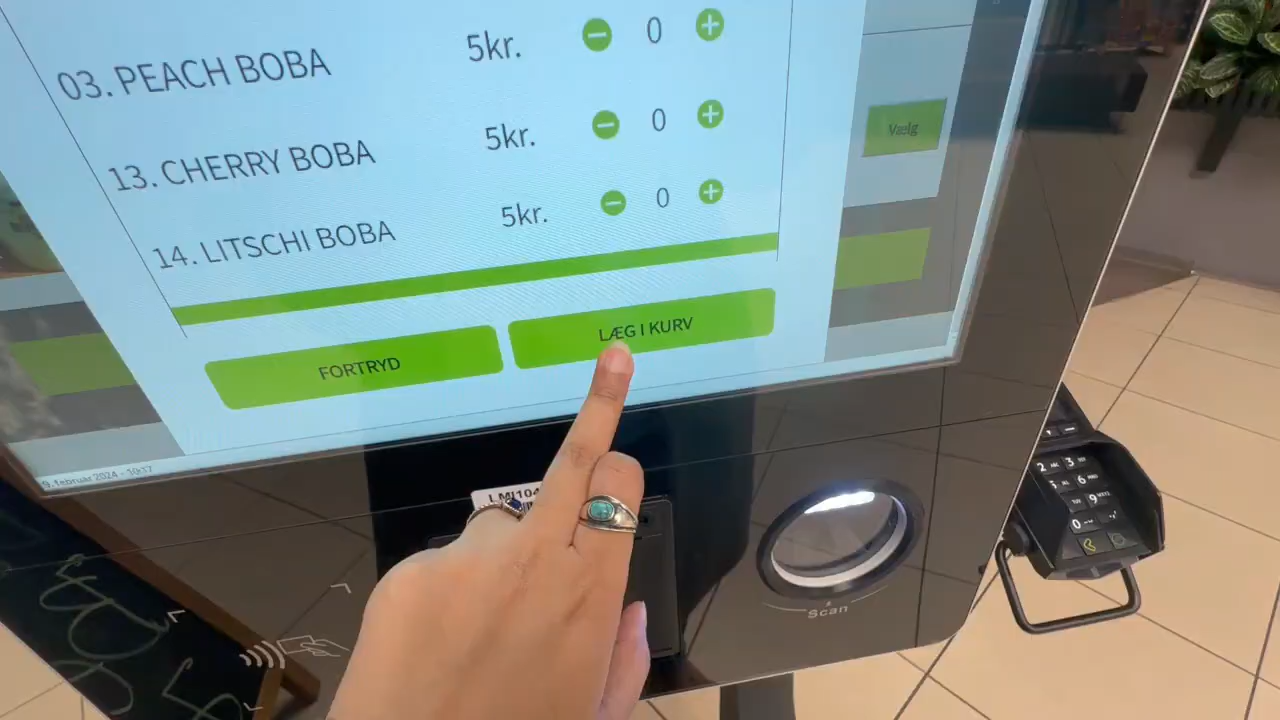 03. PEACH BOBA 5kr. 0
13. CHERRY BOBA 5kr. 0
14. LITSCHI BOBA 5kr. 0
Vælg
FORTRYD
LÆG I KURV
9. februar 2024 - 10:17
LMI104
Scan